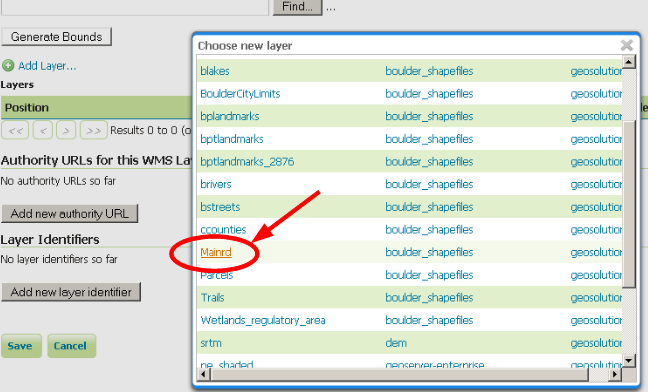 Find... ...
Generate Bounds
Add Layer...
Layers
Position
<< < > >> Results 0 to 0 (o
Authority URLs for this WMS La
No authority URLs so far
Add new authority URL
Layer Identifiers
No layer identifiers so far
Add new layer identifier
Save Cancel
Choose new layer
blakes boulder_shapefiles geosolution
BoulderCityLimits boulder_shapefiles geosolution
bplandmarks boulder_shapefiles geosolution
bptlandmarks boulder_shapefiles geosolution
bptlandmarks_2876 boulder_shapefiles geosolution
brivers boulder_shapefiles geosolution
bstreets boulder_shapefiles geosolution
ccounties boulder_shapefiles geosolution
Mainrd boulder_shapefiles geosolution
Parcels boulder_shapefiles geosolution
Trails boulder_shapefiles geosolution
Wetlands_regulatory_area boulder_shapefiles geosolution
srtm dem geosolution
ne_shaded geoserver-enterprise geosolution